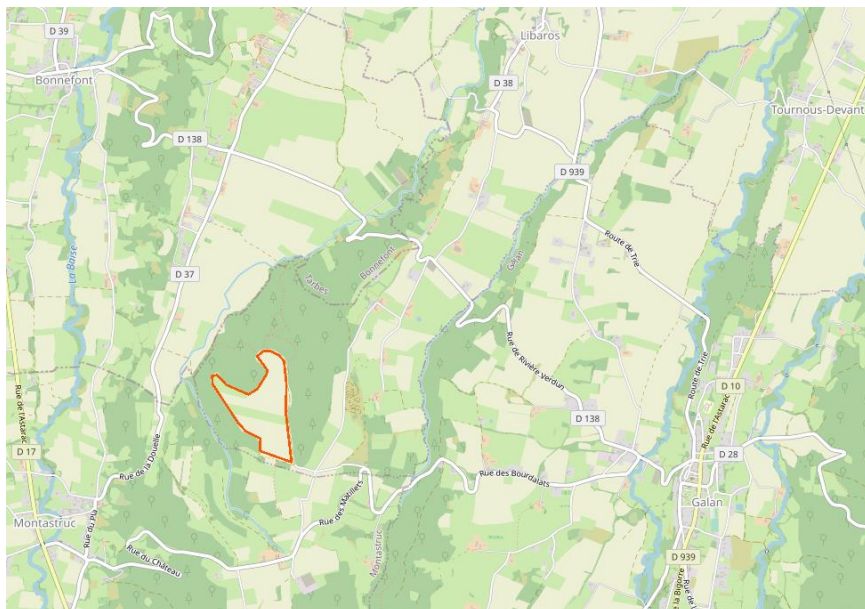 D 39
Bonnefont
Libaros
D 38
Tournous-Devant
D 138
D 939
La Baïse
D 37
Tarbes
Bonnefont
Galan
Route de Trie
Rue de Rivière Verdun
Route de Trie
D 10
Rue de l'Astarac
D 138
Rue de l'Astarac
D 17
Rue de la Douelle
D 28
Rue des Bourdalats
Rue des Matillets
Galan
Montastruc
Rue du Pla
Rue du Château
Montastruc
D 939
Rue de la Bigorre